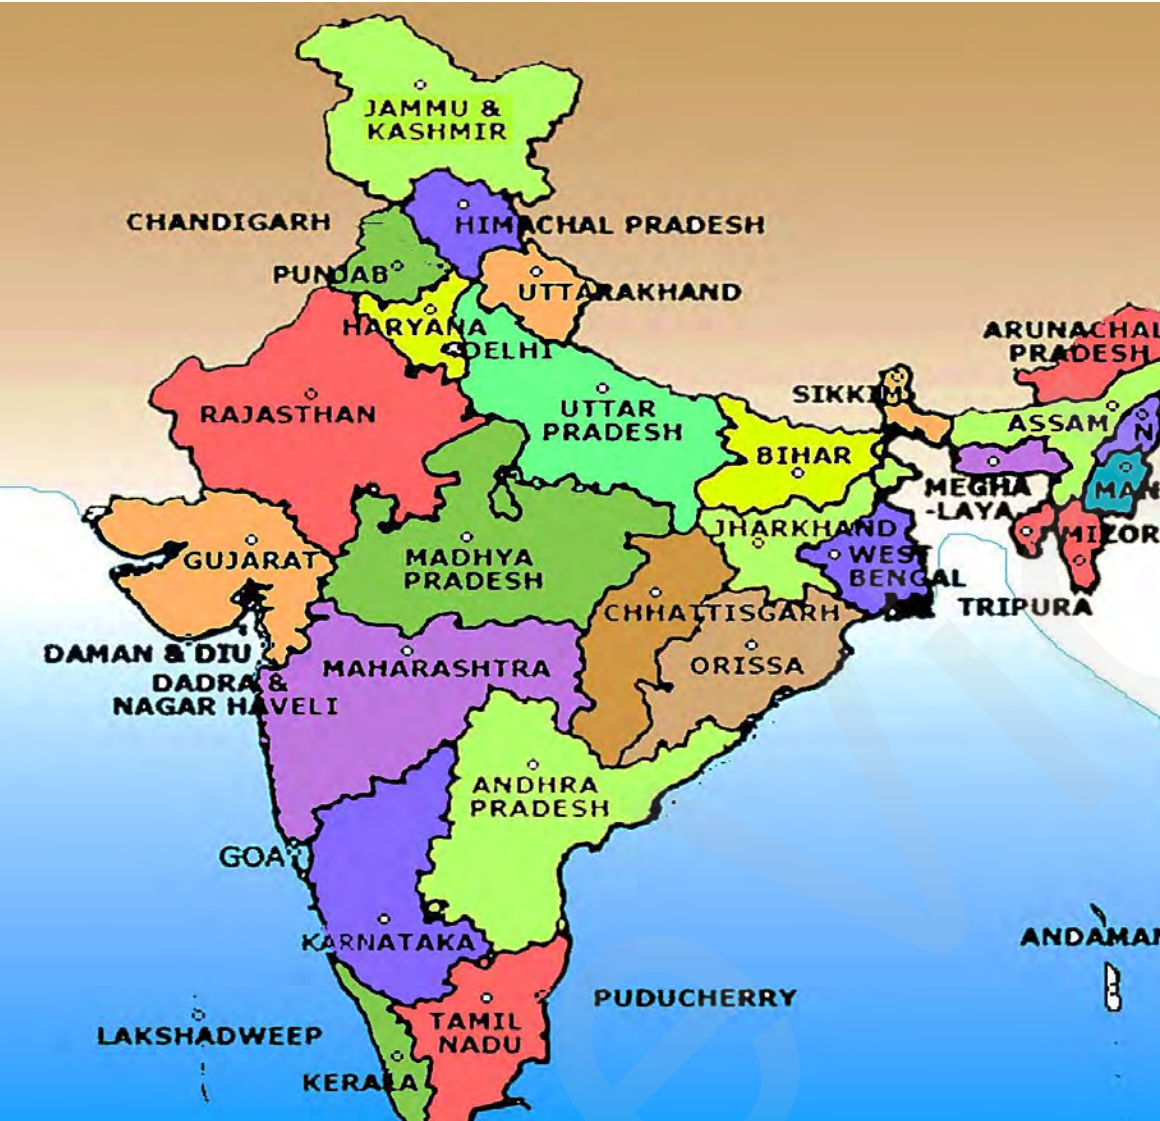 JAMMU &
KASHMIR
CHANDIGARH
HIMACHAL PRADESH
PUNJAB
UTTARAKHAND
HARYANA
DELHI
ARUNACHAL
PRADESH
SIKKIM
RAJASTHAN
UTTAR
PRADESH
ASSAM
N
BIHAR
MEGHA
-LAYA
MAN
JHARKHAND
MIZOR
GUJARAT
MADHYA
PRADESH
WEST
BENGAL
CHHATTISGARH
TRIPURA
DAMAN & DIU
MAHARASHTRA
ORISSA
DADRA &
NAGAR HAVELI
ANDHRA
PRADESH
GOA
KARNATAKA
ANDAMAN
PUDUCHERRY
TAMIL
NADU
LAKSHADWEEP
KERALA